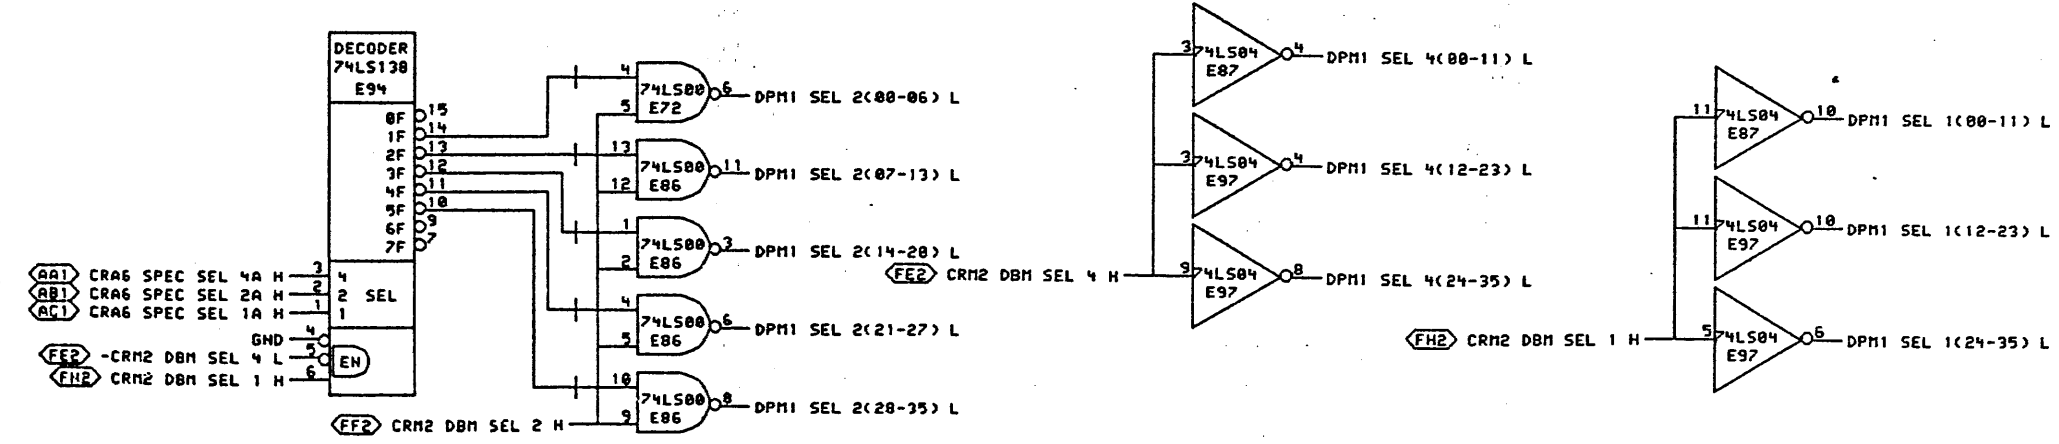 DECODER
74LS138
E94
0F 15
1F 14
2F 13
3F 12
4F 11
5F 10
6F 9
7F 7
AA1 CRA6 SPEC SEL 4A H 3 4
AB1 CRA6 SPEC SEL 2A H 2 2 SEL
AC1 CRA6 SPEC SEL 1A H 1 1
GND 4
FE2 -CRM2 DBM SEL 4 L 5 EN
FH2 CRM2 DBM SEL 1 H 6
4 74LS00 6 DPM1 SEL 2(00-06) L
5 E72
13 74LS00 11 DPM1 SEL 2(07-13) L
12 E86
1 74LS00 3 DPM1 SEL 2(14-20) L
2 E86
4 74LS00 6 DPM1 SEL 2(21-27) L
5 E86
10 74LS00 8 DPM1 SEL 2(28-35) L
9 E86
FF2 CRM2 DBM SEL 2 H
3 74LS04 4 DPM1 SEL 4(00-11) L
E87
3 74LS04 4 DPM1 SEL 4(12-23) L
E97
FE2 CRM2 DBM SEL 4 H 9 74LS04 8 DPM1 SEL 4(24-35) L
E97
11 74LS04 10 DPM1 SEL 1(00-11) L
E87
11 74LS04 10 DPM1 SEL 1(12-23) L
E97
FH2 CRM2 DBM SEL 1 H 5 74LS04 6 DPM1 SEL 1(24-35) L
E97